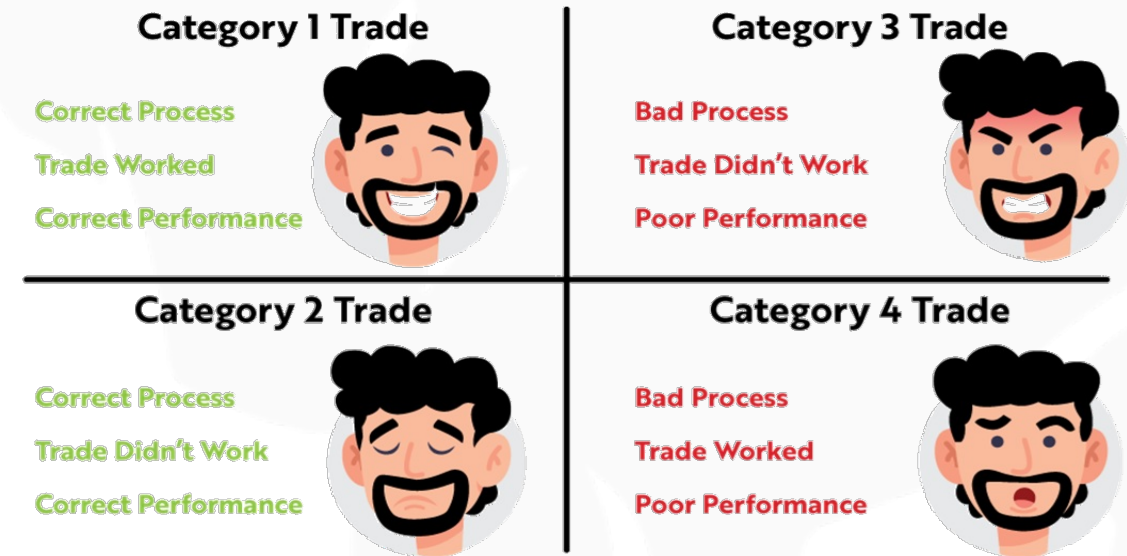 Category 1 Trade
Correct Process
Trade Worked
Correct Performance
Category 3 Trade
Bad Process
Trade Didn't Work
Poor Performance
Category 2 Trade
Correct Process
Trade Didn't Work
Correct Performance
Category 4 Trade
Bad Process
Trade Worked
Poor Performance